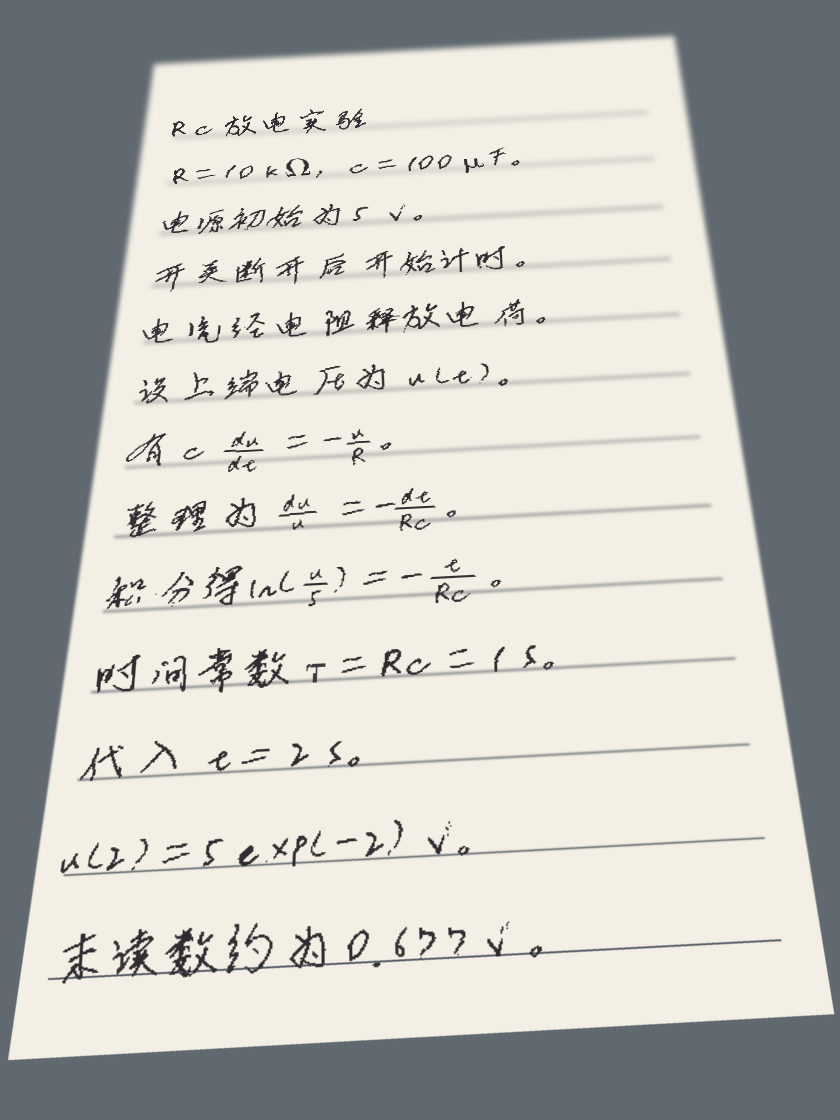 RC放电实验
R=10kΩ, C=100μF。
电源初始为5V。
开关断开后开始计时。
电流经电阻释放电荷。
设上端电压为u(t)。
有C du/dt = -u/R。
整理为 du/u = -dt/RC。
积分得ln(u/5) = -t/RC。
时间常数τ=RC=1s。
代入t=2s。
u(2)=5exp(-2)V。
末读数约为0.677V。